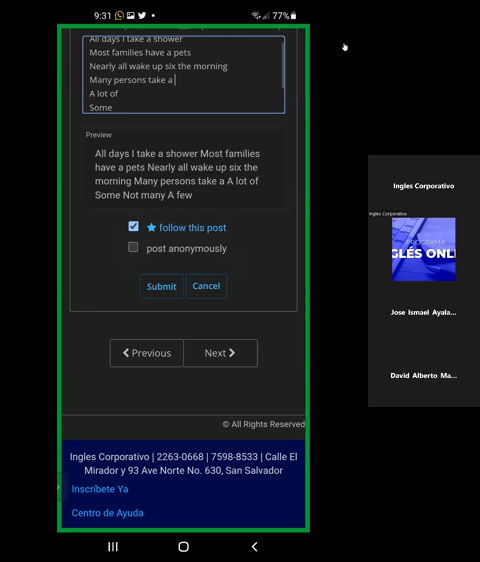 9:31 77%
All days I take a shower
Most families have a pets
Nearly all wake up six the morning
Many persons take a
A lot of
Some
Preview
All days I take a shower Most families
have a pets Nearly all wake up six the
morning Many persons take a A lot of
Some Not many A few
follow this post
post anonymously
Submit Cancel
Previous Next
© All Rights Reserved
Ingles Corporativo | 2263-0668 | 7598-8533 | Calle El
Mirador y 93 Ave Norte No. 630, San Salvador
Inscríbete Ya
Centro de Ayuda
Ingles Corporativo
Ingles Corporativo
PROGRAMA
GLÉS ONLI
Jose Ismael Ayala...
David Alberto Ma...